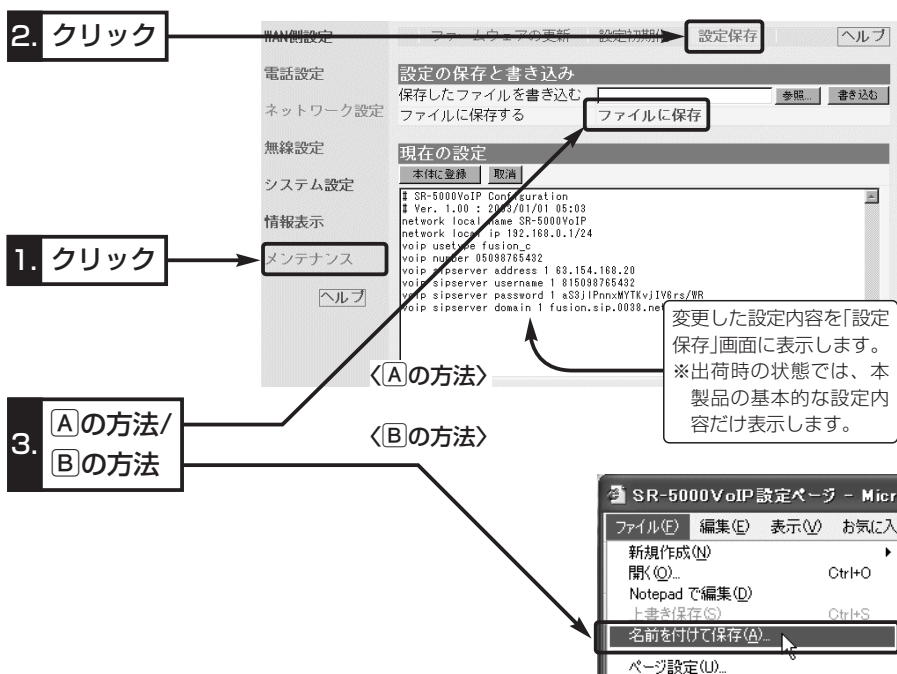 2. クリック
WAN側設定
ファームウェアの更新
設定初期化
設定保存
ヘルプ
電話設定
設定の保存と書き込み
保存したファイルを書き込む
参照...
書き込む
ネットワーク設定
ファイルに保存する
ファイルに保存
無線設定
現在の設定
本体に登録
取消
システム設定
# SR-5000VoIP Configuration
# Ver. 1.00 : 2003/01/01 05:03
network local name SR-5000VoIP
network local ip 192.168.0.1/24
voip usetype fusion_c
voip number 05098765432
voip sipserver address 1 63.154.168.20
voip sipserver username 1 815098765432
voip sipserver password 1 aS3jlPnnxMYTKvjIV6rs/WR
voip sipserver domain 1 fusion.sip.0038.net
情報表示
1. クリック
メンテナンス
ヘルプ
変更した設定内容を「設定
保存」画面に表示します。
※出荷時の状態では、本
製品の基本的な設定内
容だけ表示します。
〈Aの方法〉
3. Aの方法/
Bの方法
〈Bの方法〉
SR-5000VoIP設定ページ - Micr
ファイル(F) 編集(E) 表示(V) お気に入
新規作成(N)
開く(O)... Ctrl+O
Notepad で編集(D)
上書き保存(S) Ctrl+S
名前を付けて保存(A)...
ページ設定(U)...